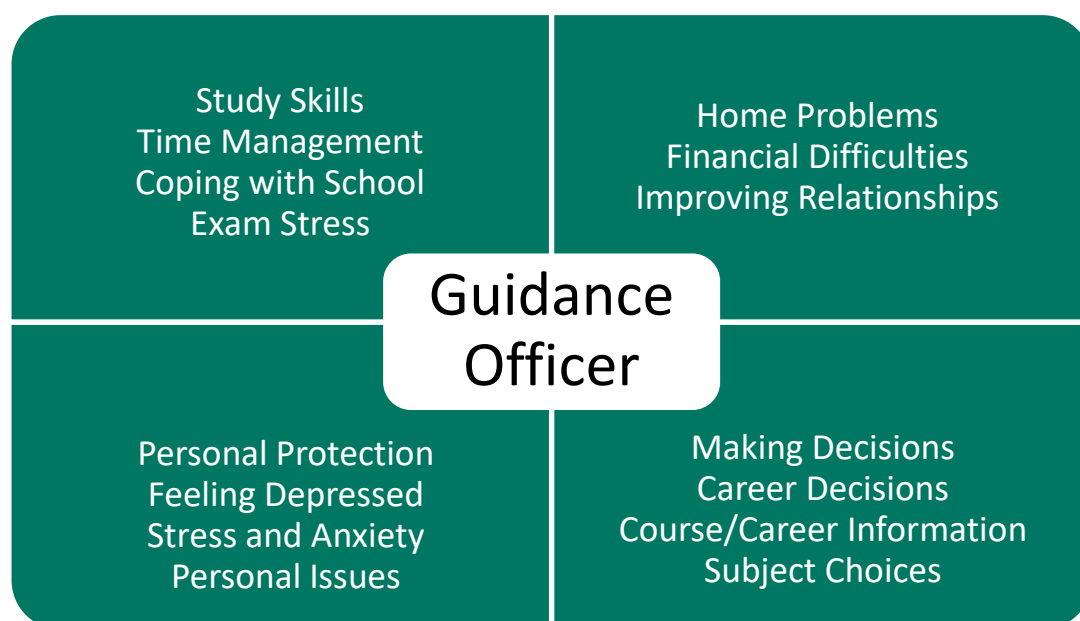 Study Skills
Time Management
Coping with School
Exam Stress
Home Problems
Financial Difficulties
Improving Relationships
Guidance
Officer
Personal Protection
Feeling Depressed
Stress and Anxiety
Personal Issues
Making Decisions
Career Decisions
Course/Career Information
Subject Choices